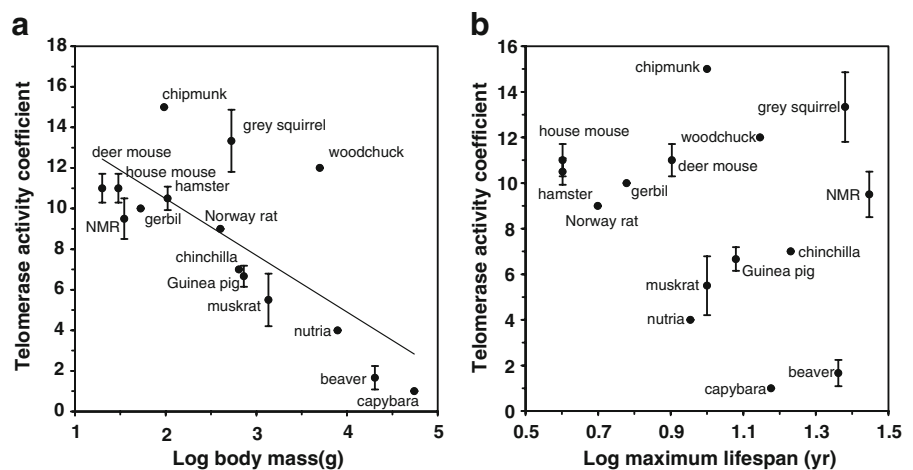 a
Telomerase activity coefficient
18
16
14
12
10
8
6
4
2
0
chipmunk
grey squirrel
woodchuck
deer mouse
house mouse
hamster
NMR
gerbil
Norway rat
chinchilla
Guinea pig
muskrat
nutria
beaver
capybara
1
2
3
4
5
Log body mass(g)
b
Telomerase activity coefficient
16
14
12
10
8
6
4
2
0
chipmunk
grey squirrel
house mouse
woodchuck
deer mouse
hamster
gerbil
NMR
Norway rat
chinchilla
Guinea pig
muskrat
nutria
beaver
capybara
0.5
0.7
0.9
1.1
1.3
1.5
Log maximum lifespan (yr)